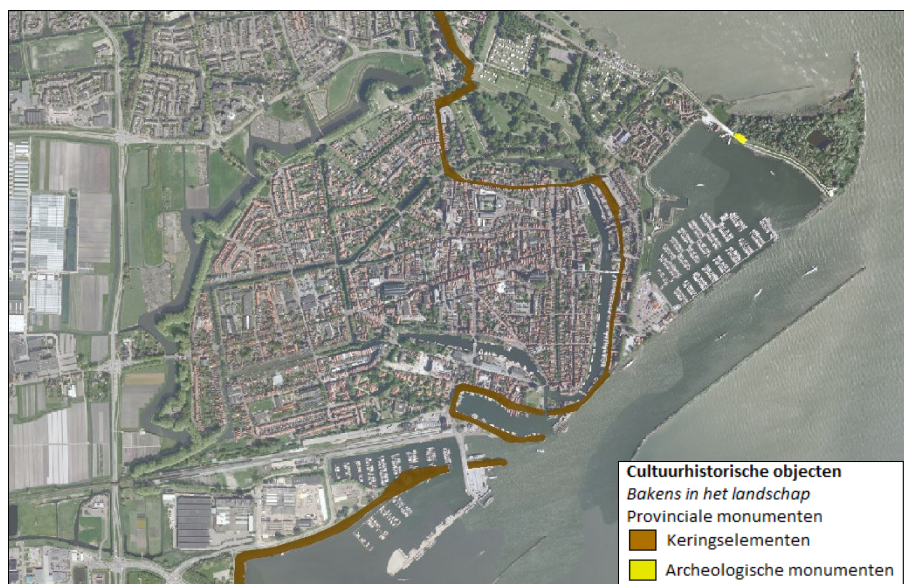 Cultuurhistorische objecten
Bakens in het landschap
Provinciale monumenten
Keringselementen
Archeologische monumenten